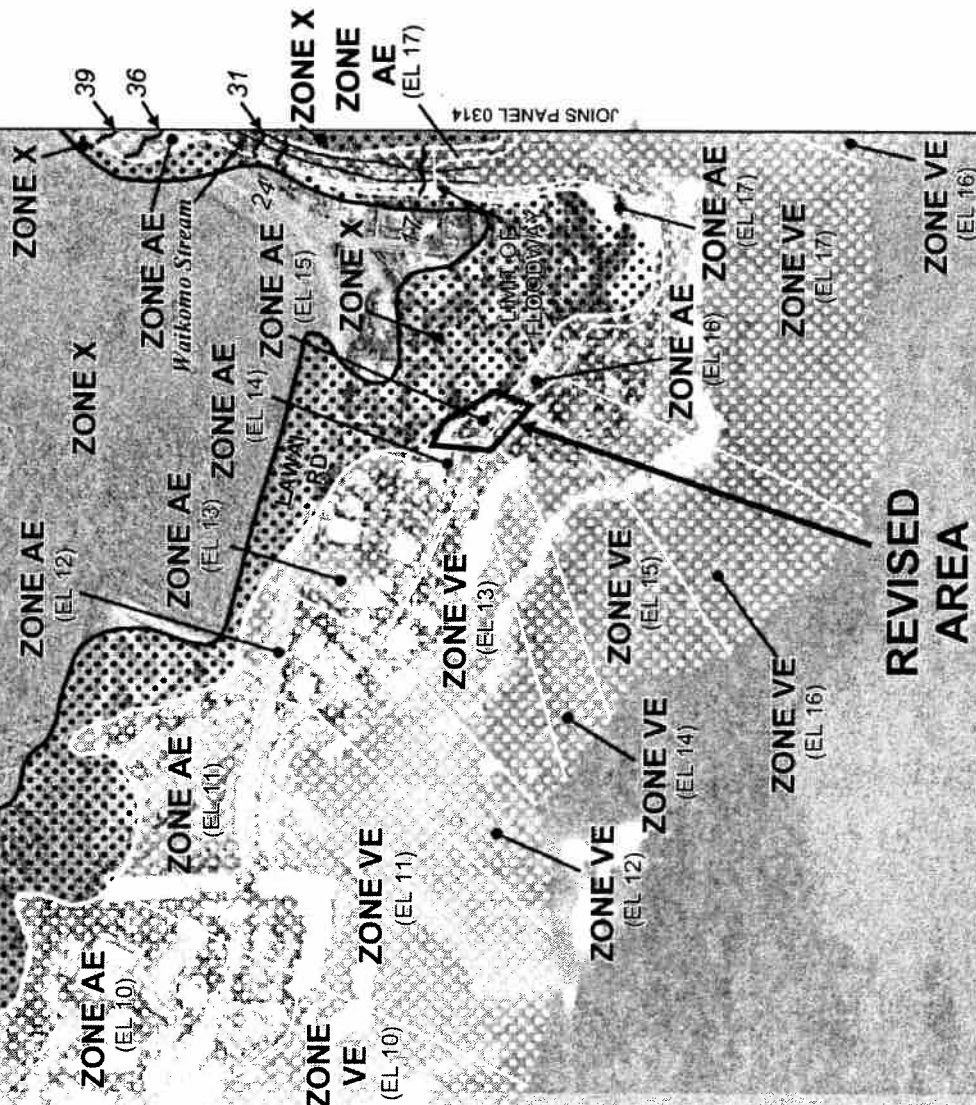 39
36
31
ZONE X
ZONE
AE
(EL 17)
JOINS PANEL 0314
ZONE X
ZONE AE
Waikomo Stream
24
ZONE AE
(EL 15)
ZONE X
17
LIMIT OF
FLOODWAY
ZONE AE
(EL 17)
ZONE VE
(EL 17)
ZONE VE
(EL 16)
ZONE X
ZONE AE
(EL 14)
LAWAI
RD
ZONE AE
(EL 16)
ZONE AE
(EL 12)
ZONE AE
(EL 13)
ZONE VE
(EL 13)
ZONE VE
(EL 15)
REVISED
AREA
ZONE AE
(EL 11)
ZONE VE
(EL 14)
ZONE VE
(EL 16)
ZONE VE
(EL 11)
ZONE VE
(EL 12)
ZONE AE
(EL 10)
ZONE
VE
(EL 10)